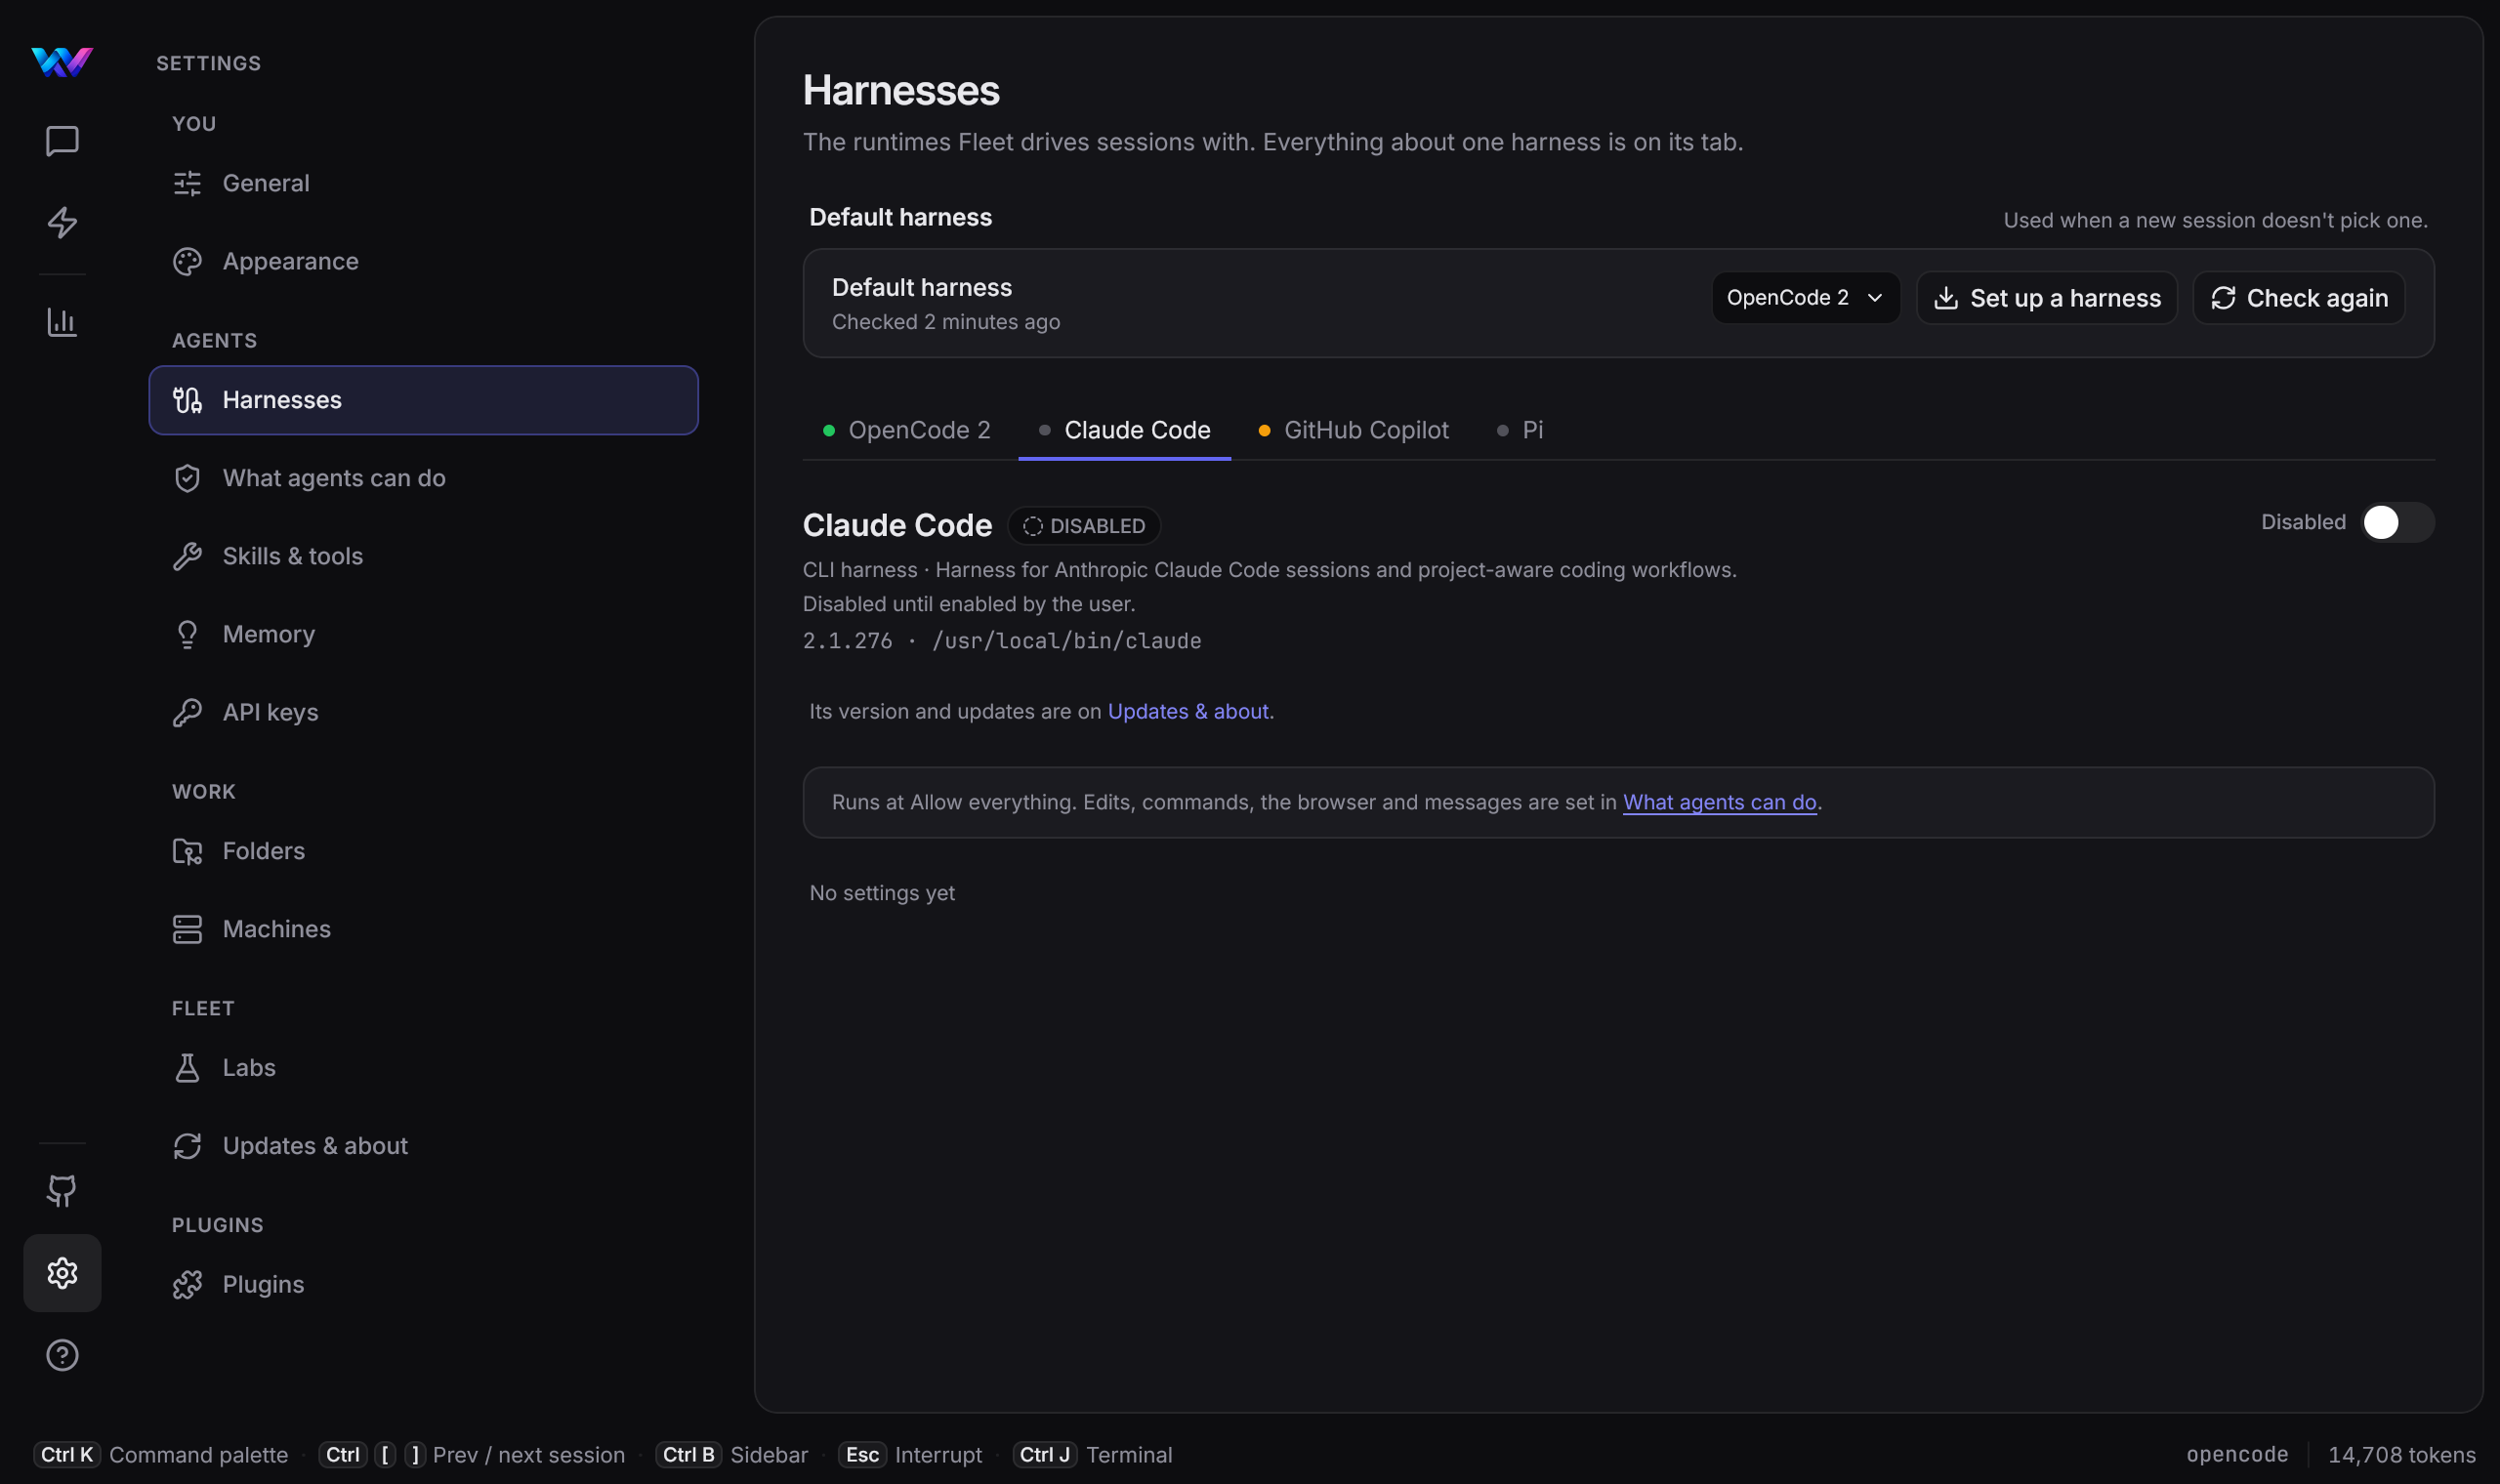 SETTINGS
YOU
General
Appearance
AGENTS
Harnesses
What agents can do
Skills & tools
Memory
API keys
WORK
Folders
Machines
FLEET
Labs
Updates & about
PLUGINS
Plugins
Harnesses
The runtimes Fleet drives sessions with. Everything about one harness is on its tab.
Default harness
Used when a new session doesn't pick one.
Default harness
Checked 2 minutes ago
OpenCode 2
Set up a harness
Check again
OpenCode 2
Claude Code
GitHub Copilot
Pi
Claude Code
DISABLED
Disabled
CLI harness · Harness for Anthropic Claude Code sessions and project-aware coding workflows.
Disabled until enabled by the user.
2.1.276 · /usr/local/bin/claude
Its version and updates are on Updates & about.
Runs at Allow everything. Edits, commands, the browser and messages are set in What agents can do.
No settings yet
Ctrl K Command palette · Ctrl [ ] Prev / next session · Ctrl B Sidebar · Esc Interrupt · Ctrl J Terminal
opencode
14,708 tokens